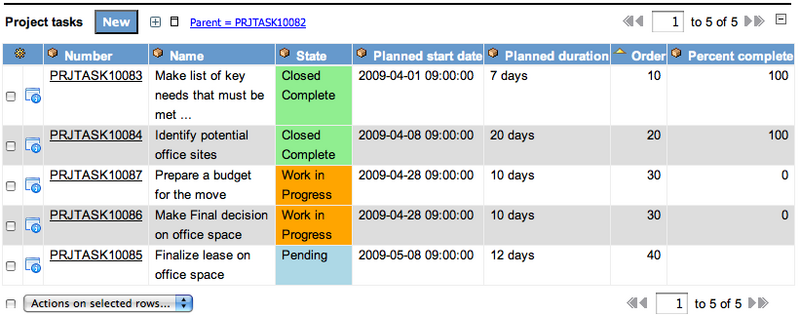 Project tasks New Parent = PRJTASK10082 1 to 5 of 5
Number Name State Planned start date Planned duration Order Percent complete
PRJTASK10083 Make list of key needs that must be met ... Closed Complete 2009-04-01 09:00:00 7 days 10 100
PRJTASK10084 Identify potential office sites Closed Complete 2009-04-08 09:00:00 20 days 20 100
PRJTASK10087 Prepare a budget for the move Work in Progress 2009-04-28 09:00:00 10 days 30 0
PRJTASK10086 Make Final decision on office space Work in Progress 2009-04-28 09:00:00 10 days 30 0
PRJTASK10085 Finalize lease on office space Pending 2009-05-08 09:00:00 12 days 40
Actions on selected rows... 1 to 5 of 5